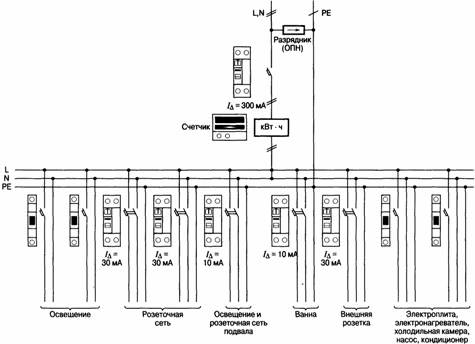 L,N
PE
Разрядник
(ОПН)
IΔ = 300 мА
Счетчик
кВт · ч
L
N
PE
IΔ =
30 мА
IΔ =
30 мА
IΔ =
10 мА
IΔ = 10 мА
IΔ =
30 мА
Освещение
Розеточная
сеть
Освещение и
розеточная сеть
подвала
Ванна
Внешняя
розетка
Электроплита,
электронагреватель,
холодильная камера,
насос, кондиционер